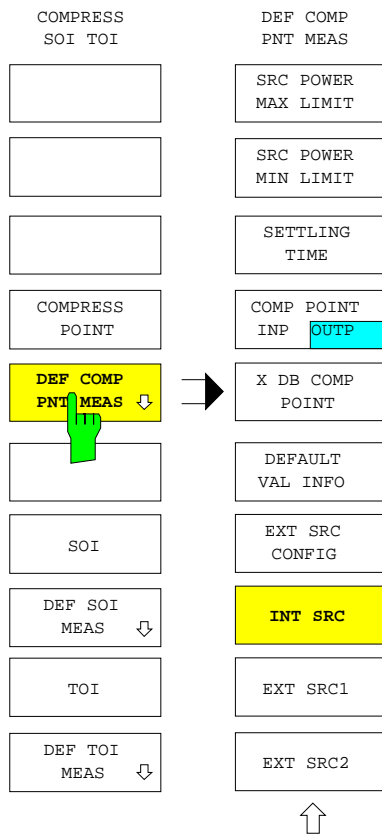 COMPRESS
SOI TOI
COMPRESS
POINT
DEF COMP
PNT MEAS
SOI
DEF SOI
MEAS
TOI
DEF TOI
MEAS
DEF COMP
PNT MEAS
SRC POWER
MAX LIMIT
SRC POWER
MIN LIMIT
SETTLING
TIME
COMP POINT
INP OUTP
X DB COMP
POINT
DEFAULT
VAL INFO
EXT SRC
CONFIG
INT SRC
EXT SRC1
EXT SRC2